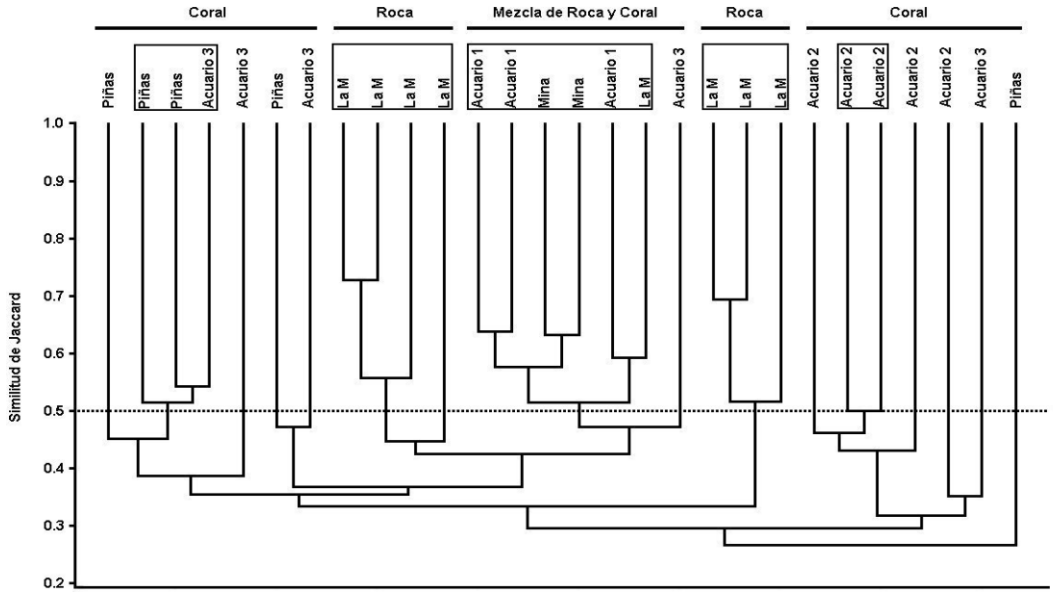 Coral
Roca
Mezcla de Roca y Coral
Roca
Coral
Piñas
Piñas
Piñas
Acuario 3
Acuario 3
Piñas
Acuario 3
La M
La M
La M
La M
Acuario 1
Acuario 1
Mina
Mina
Acuario 1
La M
Acuario 3
La M
La M
La M
Acuario 2
Acuario 2
Acuario 2
Acuario 2
Acuario 2
Acuario 3
Piñas
Similitud de Jaccard
1.0
0.9
0.8
0.7
0.6
0.5
0.4
0.3
0.2